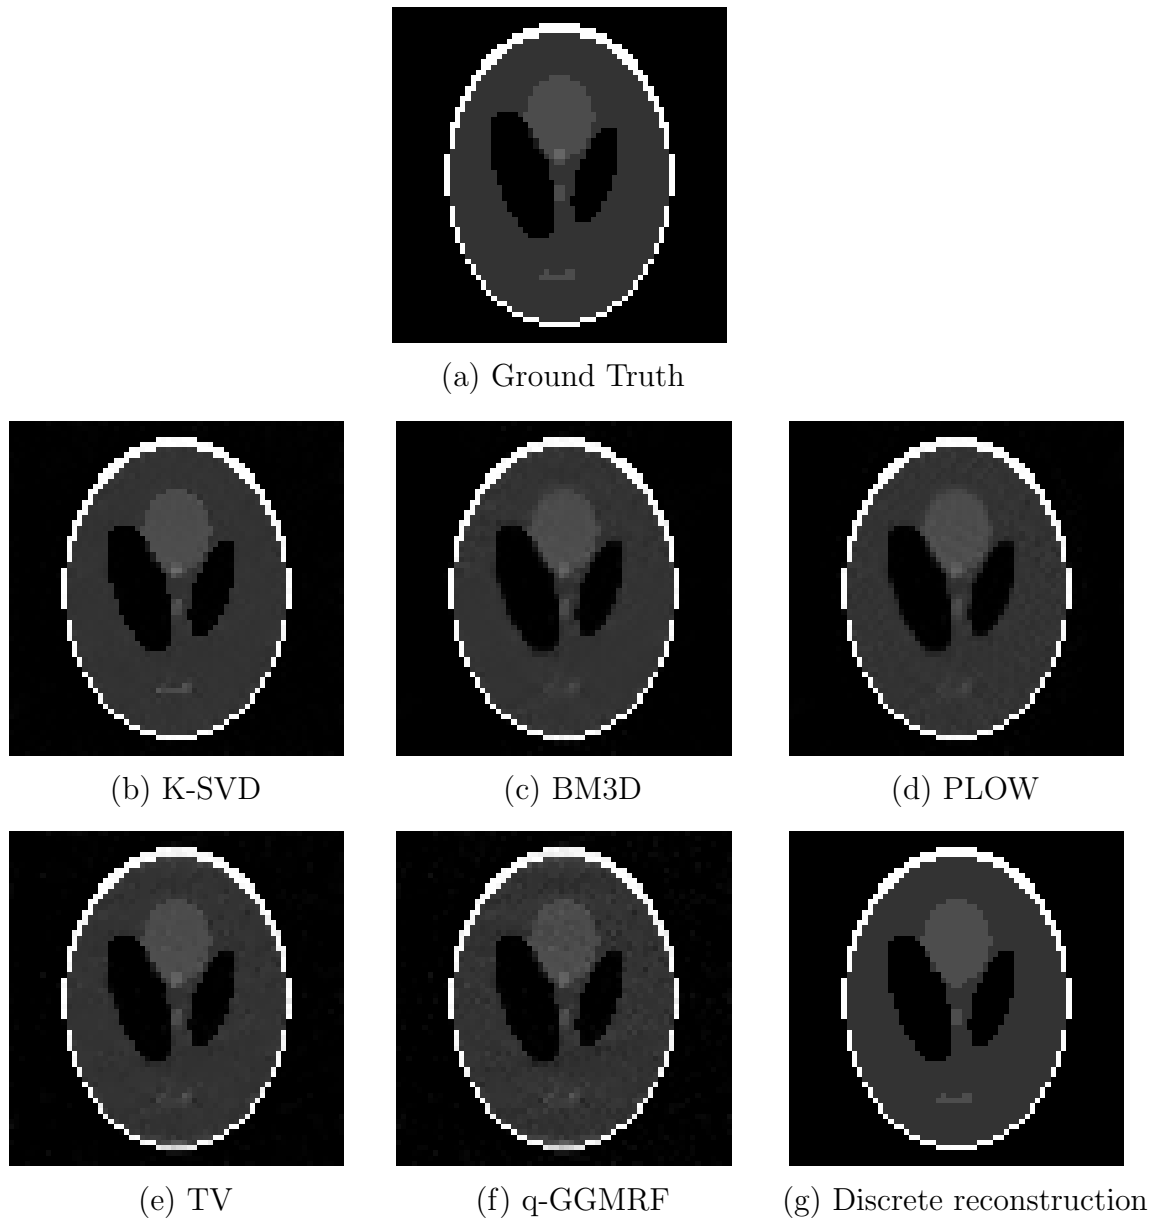 (a) Ground Truth
(b) K-SVD
(c) BM3D
(d) PLOW
(e) TV
(f) q-GGMRF
(g) Discrete reconstruction